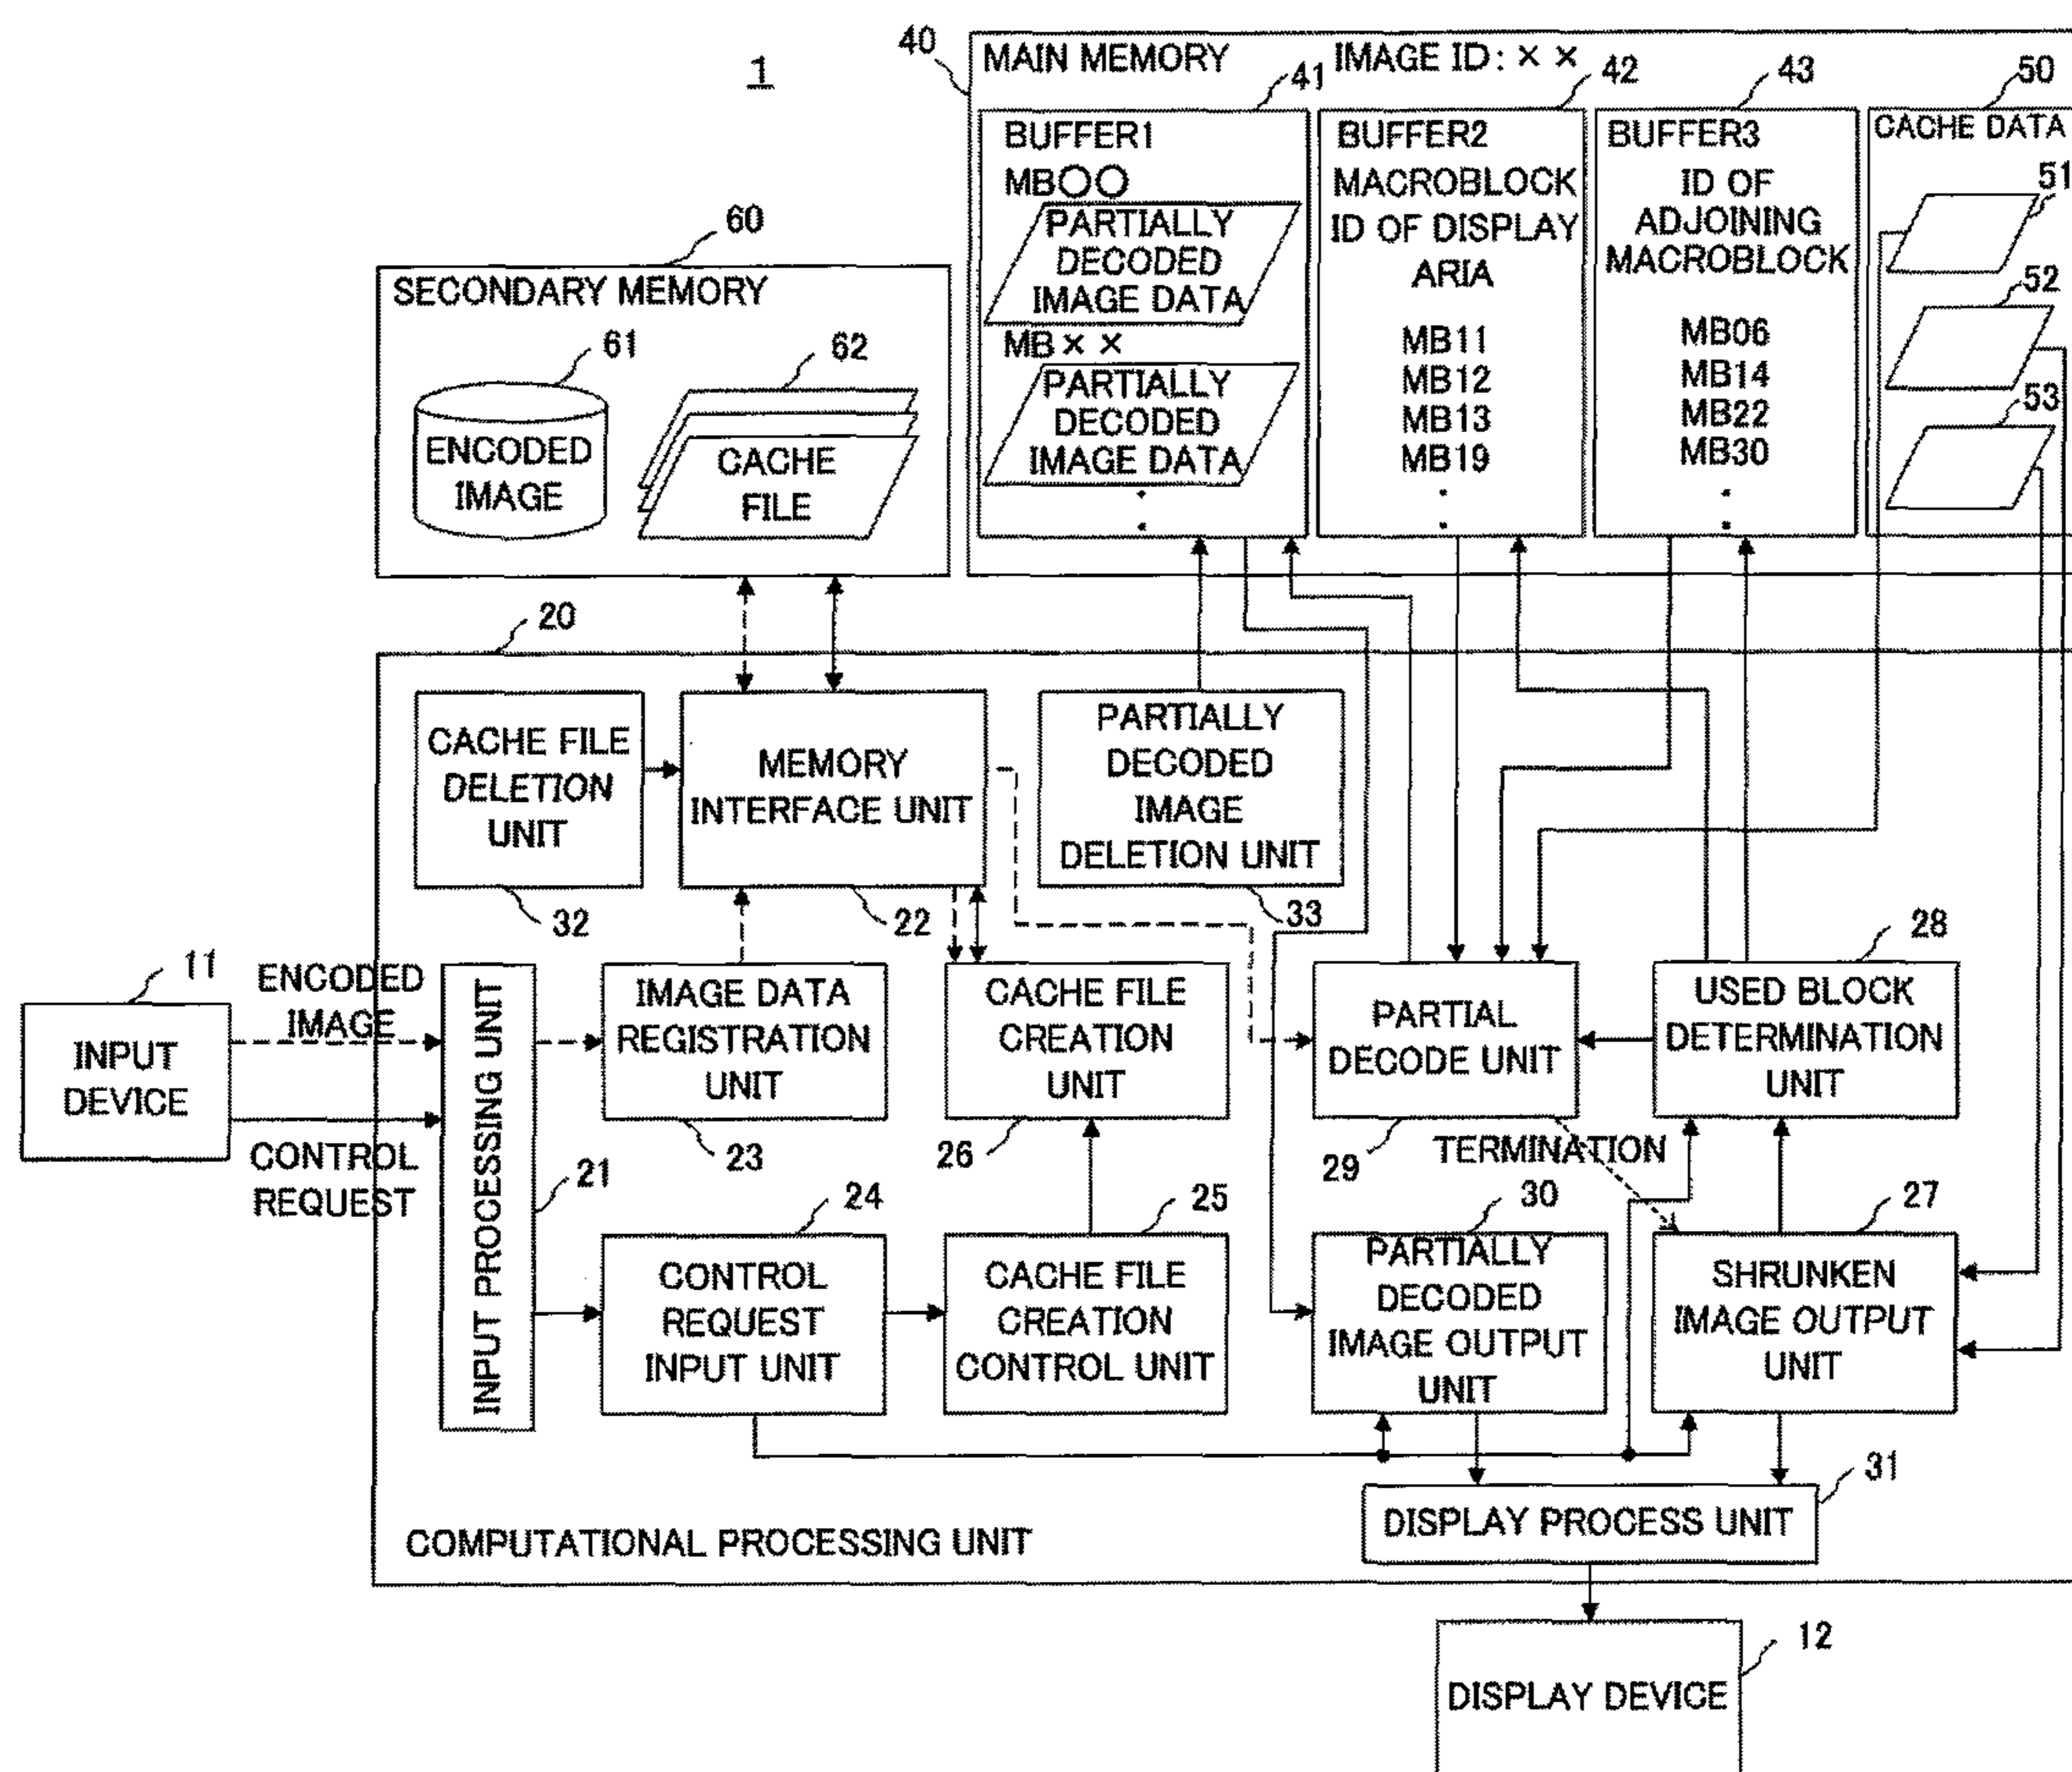 1
40
MAIN MEMORY
IMAGE ID: × ×
41
BUFFER1
MB○○
PARTIALLY
DECODED
IMAGE DATA
MB× ×
PARTIALLY
DECODED
IMAGE DATA
42
BUFFER2
MACROBLOCK
ID OF DISPLAY
ARIA
MB11
MB12
MB13
MB19
43
BUFFER3
ID OF
ADJOINING
MACROBLOCK
MB06
MB14
MB22
MB30
50
CACHE DATA
51
52
53
60
SECONDARY MEMORY
61
ENCODED
IMAGE
62
CACHE
FILE
20
CACHE FILE
DELETION
UNIT
32
MEMORY
INTERFACE UNIT
22
PARTIALLY
DECODED
IMAGE
DELETION UNIT
33
11
INPUT
DEVICE
ENCODED
IMAGE
CONTROL
REQUEST
INPUT PROCESSING UNIT
21
IMAGE DATA
REGISTRATION
UNIT
23
CACHE FILE
CREATION
UNIT
26
PARTIAL
DECODE UNIT
29
TERMINATION
28
USED BLOCK
DETERMINATION
UNIT
24
CONTROL
REQUEST
INPUT UNIT
25
CACHE FILE
CREATION
CONTROL UNIT
30
PARTIALLY
DECODED
IMAGE OUTPUT
UNIT
27
SHRUNKEN
IMAGE OUTPUT
UNIT
31
DISPLAY PROCESS UNIT
COMPUTATIONAL PROCESSING UNIT
12
DISPLAY DEVICE